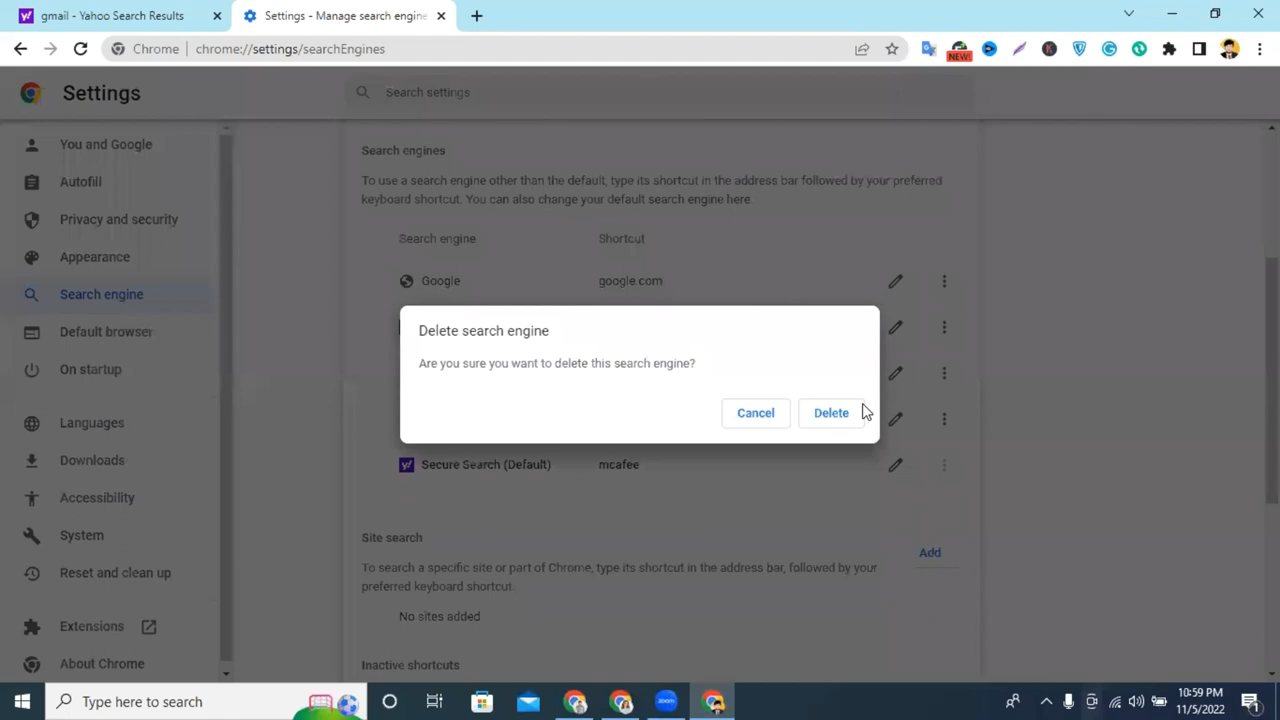 gmail - Yahoo Search Results
Settings - Manage search engine
Chrome
chrome://settings/searchEngines
NEW!
Settings
Search settings
You and Google
Autofill
Privacy and security
Appearance
Search engine
Default browser
On startup
Languages
Downloads
Accessibility
System
Reset and clean up
Extensions
About Chrome
Search engines
To use a search engine other than the default, type its shortcut in the address bar followed by your preferred
keyboard shortcut. You can also change your default search engine here.
Search engine Shortcut
Google google.com
Delete search engine
Are you sure you want to delete this search engine?
Cancel Delete
Secure Search (Default) mcafee
Site search
Add
To search a specific site or part of Chrome, type its shortcut in the address bar, followed by your
preferred keyboard shortcut.
No sites added
Inactive shortcuts
Type here to search
zoom
10:59 PM
11/5/2022
1